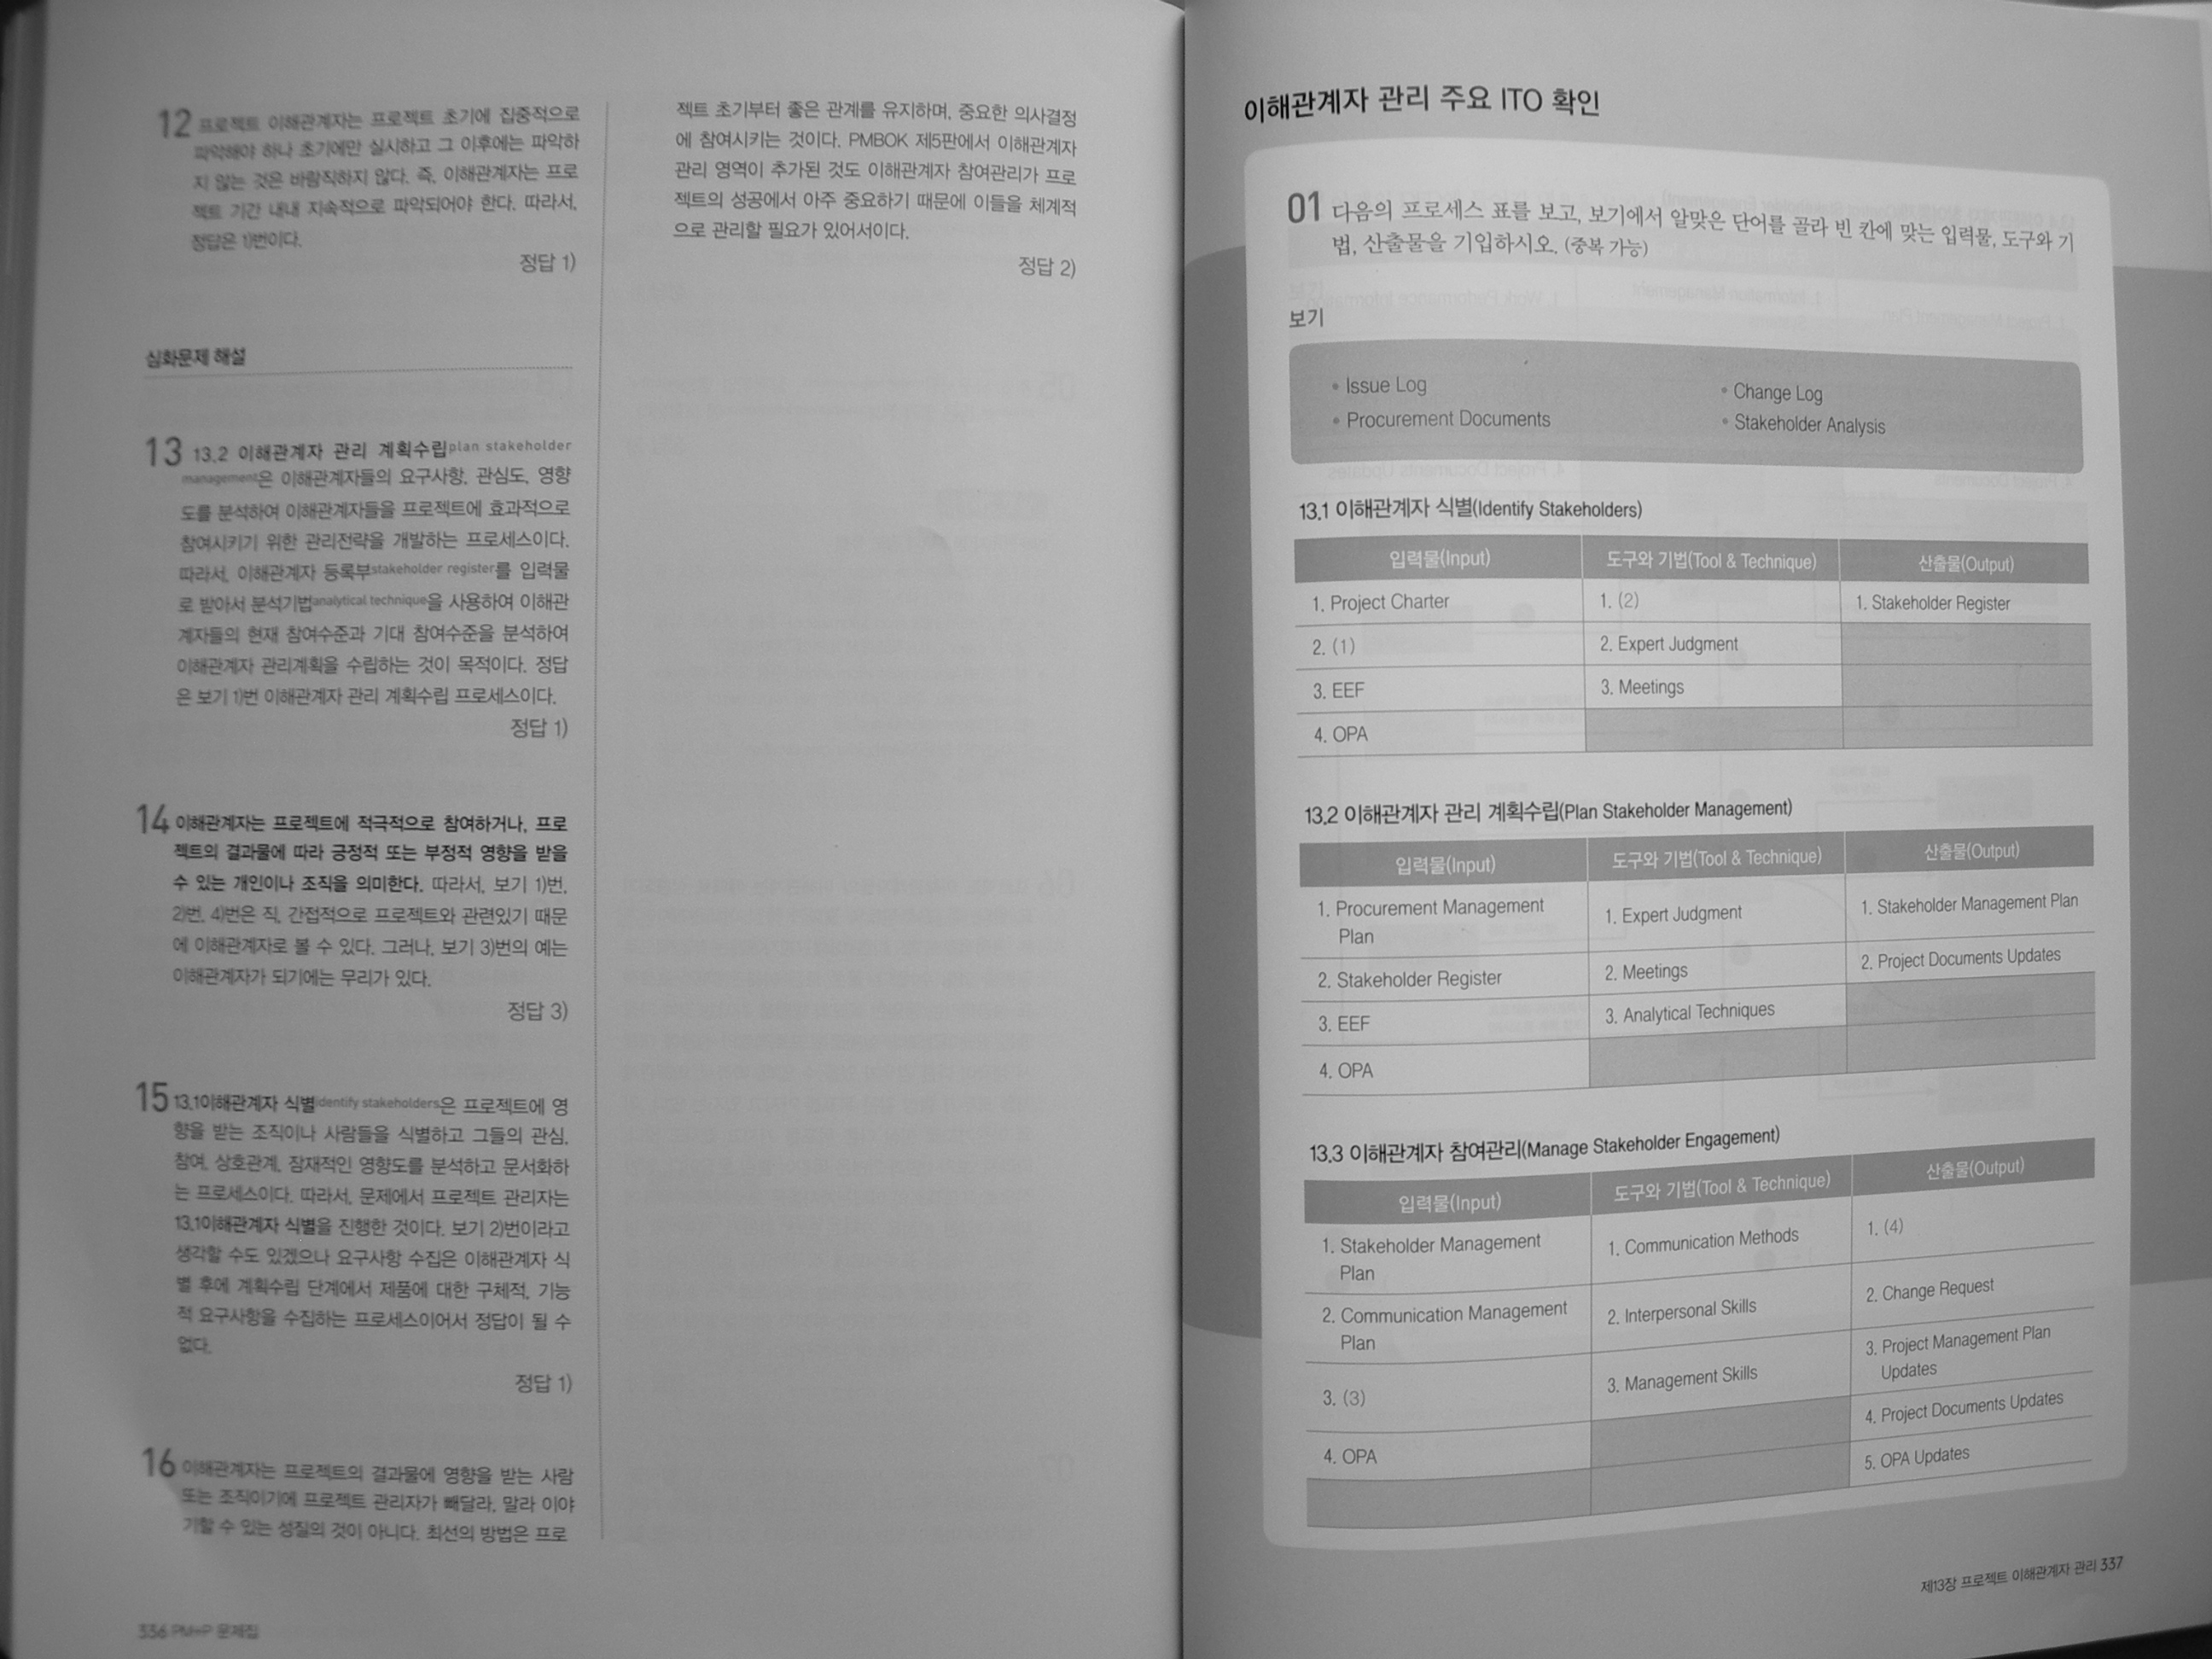 12 프로젝트 이해관계자는 프로젝트 초기에 집중적으로
파악해야 하나 초기에만 실시하고 그 이후에는 파악하
지 않는 것은 바람직하지 않다. 즉, 이해관계자는 프로
젝트 기간 내내 지속적으로 파악되어야 한다. 따라서,
정답은 1)번이다.
정답 1)
심화문제 해설
13 13.2 이해관계자 관리 계획수립plan stakeholder
management은 이해관계자들의 요구사항, 관심도, 영향
도를 분석하여 이해관계자들을 프로젝트에 효과적으로
참여시키기 위한 관리전략을 개발하는 프로세스이다.
따라서, 이해관계자 등록부stakeholder register를 입력물
로 받아서 분석기법analytical technique을 사용하여 이해관
계자들의 현재 참여수준과 기대 참여수준을 분석하여
이해관계자 관리계획을 수립하는 것이 목적이다. 정답
은 보기 1)번 이해관계자 관리 계획수립 프로세스이다.
정답 1)
14 이해관계자는 프로젝트에 적극적으로 참여하거나, 프로
젝트의 결과물에 따라 긍정적 또는 부정적 영향을 받을
수 있는 개인이나 조직을 의미한다. 따라서, 보기 1)번,
2)번, 4)번은 직, 간접적으로 프로젝트와 관련있기 때문
에 이해관계자로 볼 수 있다. 그러나, 보기 3)번의 예는
이해관계자가 되기에는 무리가 있다.
정답 3)
15 13.1이해관계자 식별identify stakeholders은 프로젝트에 영
향을 받는 조직이나 사람들을 식별하고 그들의 관심,
참여, 상호관계, 잠재적인 영향도를 분석하고 문서화하
는 프로세스이다. 따라서, 문제에서 프로젝트 관리자는
13.1이해관계자 식별을 진행한 것이다. 보기 2)번이라고
생각할 수도 있겠으나 요구사항 수집은 이해관계자 식
별 후에 계획수립 단계에서 제품에 대한 구체적, 기능
적 요구사항을 수집하는 프로세스이어서 정답이 될 수
없다.
정답 1)
16 이해관계자는 프로젝트의 결과물에 영향을 받는 사람
또는 조직이기에 프로젝트 관리자가 빼달라, 말라 이야
기할 수 있는 성질의 것이 아니다. 최선의 방법은 프로
젝트 초기부터 좋은 관계를 유지하며, 중요한 의사결정
에 참여시키는 것이다. PMBOK 제5판에서 이해관계자
관리 영역이 추가된 것도 이해관계자 참여관리가 프로
젝트의 성공에서 아주 중요하기 때문에 이들을 체계적
으로 관리할 필요가 있어서이다.
정답 2)
336 PMP 문제집
이해관계자 관리 주요 ITO 확인
01 다음의 프로세스 표를 보고, 보기에서 알맞은 단어를 골라 빈 칸에 맞는 입력물, 도구와 기
법, 산출물을 기입하시오. (중복 가능)
보기
• Issue Log • Change Log
• Procurement Documents • Stakeholder Analysis
13.1 이해관계자 식별(Identify Stakeholders)
입력물(Input) 도구와 기법(Tool & Technique) 산출물(Output)
1. Project Charter 1. (2) 1. Stakeholder Register
2. (1) 2. Expert Judgment
3. EEF 3. Meetings
4. OPA
13.2 이해관계자 관리 계획수립(Plan Stakeholder Management)
입력물(Input) 도구와 기법(Tool & Technique) 산출물(Output)
1. Procurement Management
Plan 1. Expert Judgment 1. Stakeholder Management Plan
2. Stakeholder Register 2. Meetings 2. Project Documents Updates
3. EEF 3. Analytical Techniques
4. OPA
13.3 이해관계자 참여관리(Manage Stakeholder Engagement)
입력물(Input) 도구와 기법(Tool & Technique) 산출물(Output)
1. Stakeholder Management
Plan 1. Communication Methods 1. (4)
2. Communication Management
Plan 2. Interpersonal Skills 2. Change Request
3. (3) 3. Management Skills 3. Project Management Plan
Updates
4. OPA 4. Project Documents Updates
5. OPA Updates
제13장 프로젝트 이해관계자 관리 337